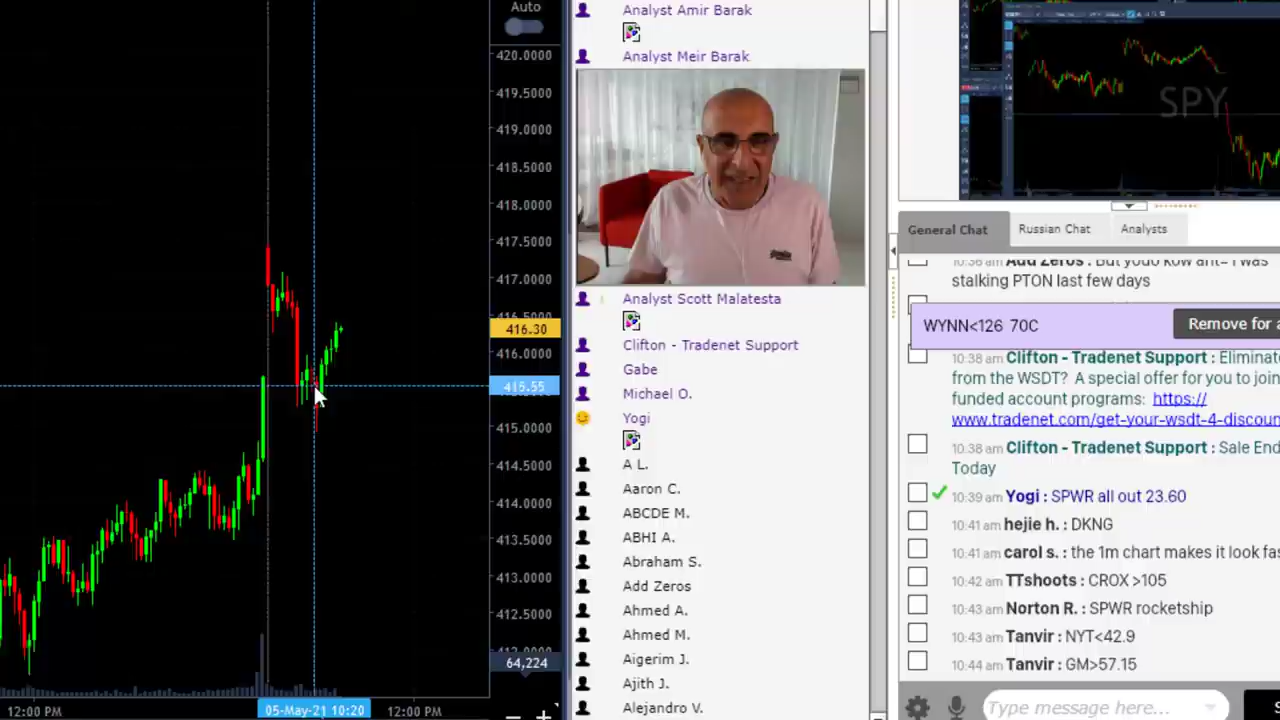 Auto
420.0000
419.5000
419.0000
418.5000
418.0000
417.5000
417.0000
416.30
416.0000
415.55
415.0000
414.5000
414.0000
413.5000
413.0000
412.5000
64,224
12:00 PM
05-May-21 10:20
12:00 PM
Analyst Amir Barak
Analyst Meir Barak
Analyst Scott Malatesta
Clifton - Tradenet Support
Gabe
Michael O.
Yogi
A L.
Aaron C.
ABCDE M.
ABHI A.
Abraham S.
Add Zeros
Ahmed A.
Ahmed M.
Aigerim J.
Ajith J.
Alejandro V.
SPY
General Chat
Russian Chat
Analysts
stalking PTON last few days
WYNN<126 70C
Remove for a
10:38 am Clifton - Tradenet Support : Eliminate
from the WSDT? A special offer for you to join
funded account programs: https://
www.tradenet.com/get-your-wsdt-4-discoun
10:38 am Clifton - Tradenet Support : Sale End
Today
10:39 am Yogi : SPWR all out 23.60
10:41 am hejie h. : DKNG
10:41 am carol s. : the 1m chart makes it look fas
10:42 am TTshoots : CROX >105
10:43 am Norton R. : SPWR rocketship
10:43 am Tanvir : NYT<42.9
10:44 am Tanvir : GM>57.15
Type message here...
S